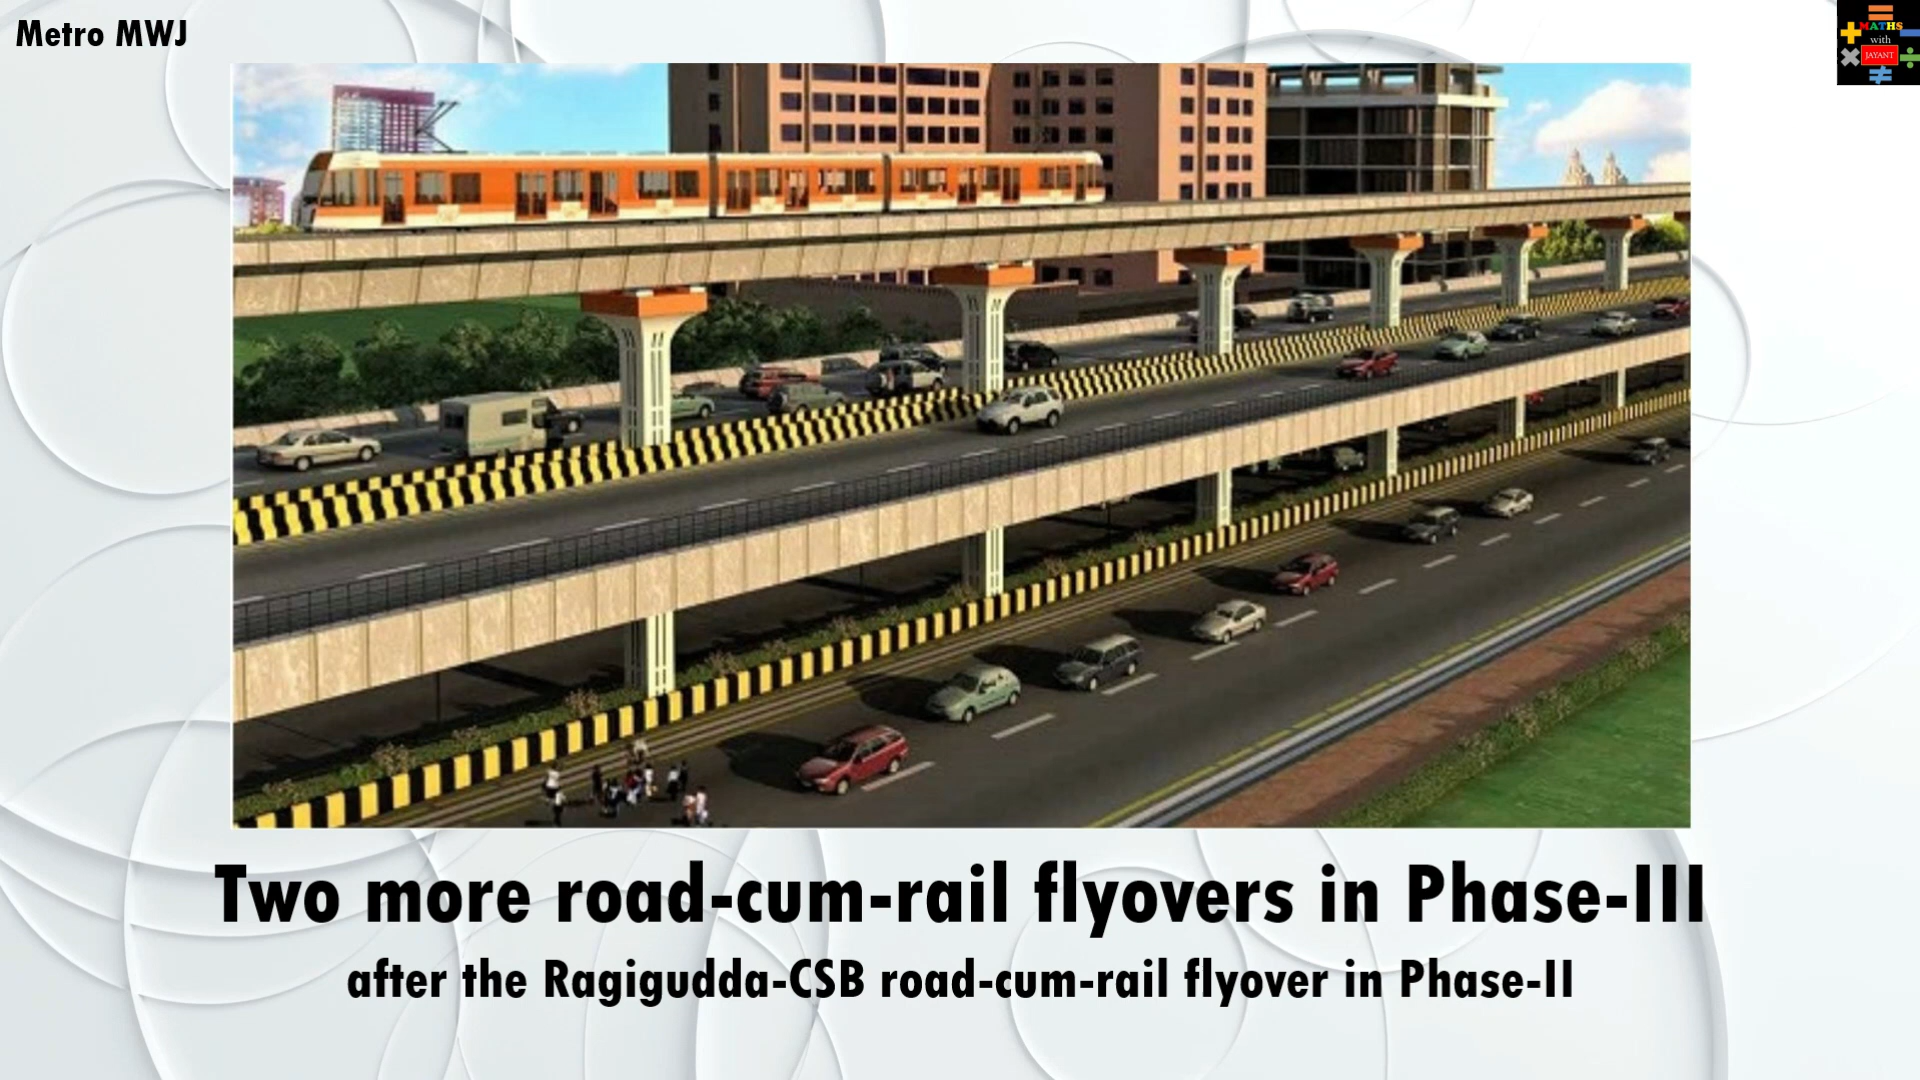 Metro MWJ
MATHS
with
JAYANT
Two more road-cum-rail flyovers in Phase-III
after the Ragigudda-CSB road-cum-rail flyover in Phase-II